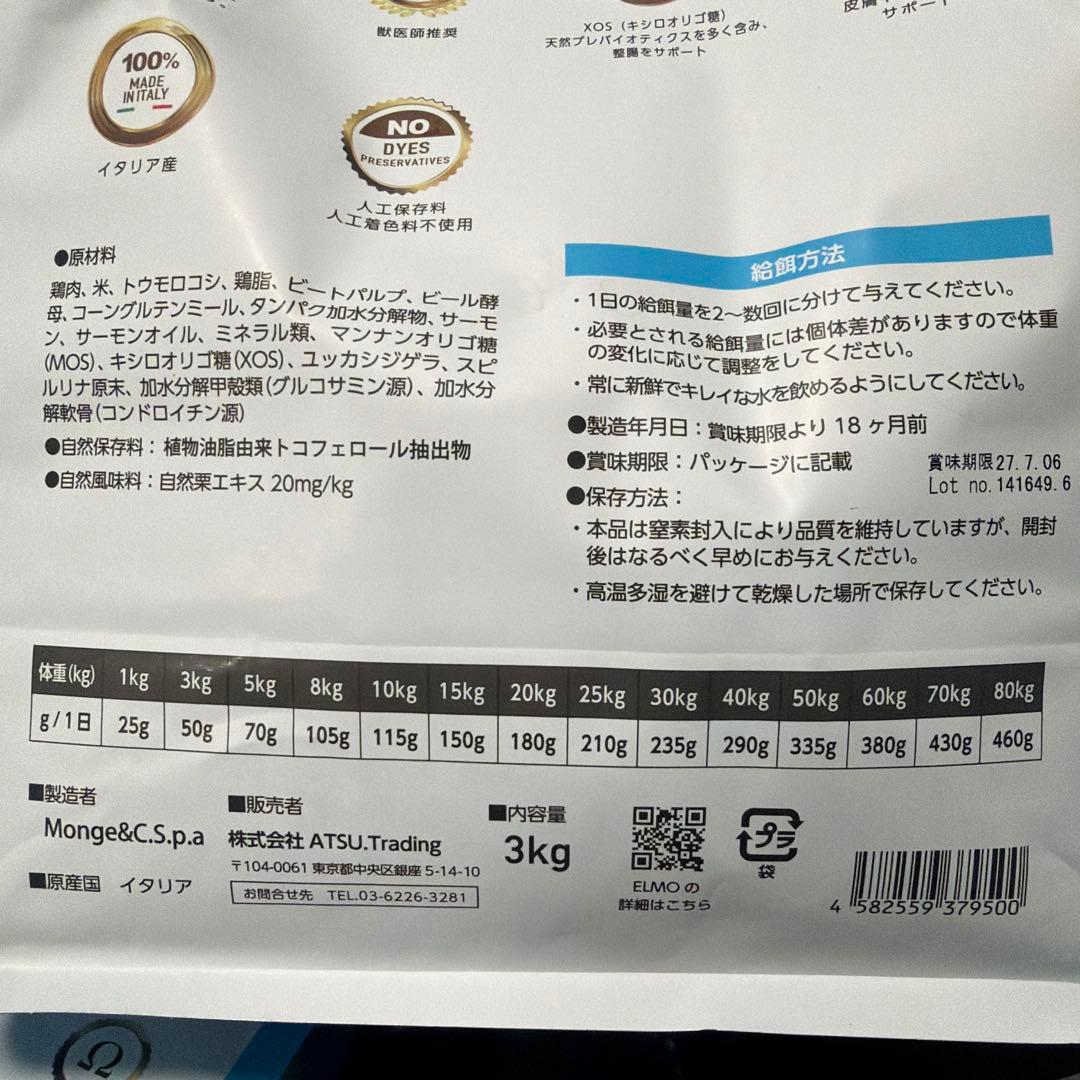 獣医師推奨
XOS（キシロオリゴ糖）
天然プレバイオティクスを多く含み、
整腸をサポート
皮膚
サポート
100%
MADE
IN ITALY
イタリア産
NO
DYES
PRESERVATIVES
人工保存料
人工着色料不使用
●原材料
鶏肉、米、トウモロコシ、鶏脂、ビートパルプ、ビール酵
母、コーングルテンミール、タンパク加水分解物、サーモ
ン、サーモンオイル、ミネラル類、マンナンオリゴ糖
(MOS)、キシロオリゴ糖(XOS)、ユッカシジゲラ、スピ
ルリナ原末、加水分解甲殻類(グルコサミン源)、加水分
解軟骨(コンドロイチン源)
●自然保存料：植物油脂由来トコフェロール抽出物
●自然風味料：自然栗エキス 20mg/kg
給餌方法
・1日の給餌量を2～数回に分けて与えてください。
・必要とされる給餌量には個体差がありますので体重
の変化に応じて調整をしてください。
・常に新鮮でキレイな水を飲めるようにしてください。
●製造年月日：賞味期限より 18 ヶ月前
●賞味期限：パッケージに記載
賞味期限27.7.06
Lot no.141649.6
●保存方法：
・本品は窒素封入により品質を維持していますが、開封
後はなるべく早めにお与えください。
・高温多湿を避けて乾燥した場所で保存してください。
体重(kg) 1kg 3kg 5kg 8kg 10kg 15kg 20kg 25kg 30kg 40kg 50kg 60kg 70kg 80kg
g/1日 25g 50g 70g 105g 115g 150g 180g 210g 235g 290g 335g 380g 430g 460g
■製造者
Monge&C.S.p.a
■原産国 イタリア
■販売者
株式会社 ATSU.Trading
〒104-0061 東京都中央区銀座 5-14-10
お問合せ先 TEL.03-6226-3281
■内容量
3kg
ELMO の
詳細はこちら
プラ
袋
4 582559 379500
Ω